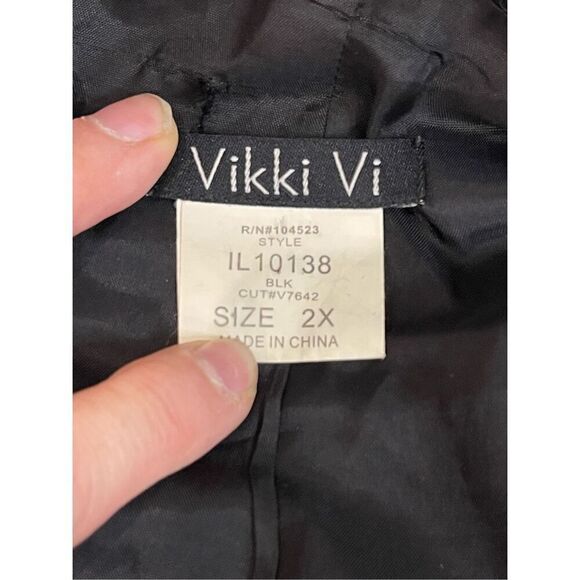 Vikki Vi
R/N#104523
STYLE
IL10138
BLK
CUT#V7642
SIZE 2X
MADE IN CHINA